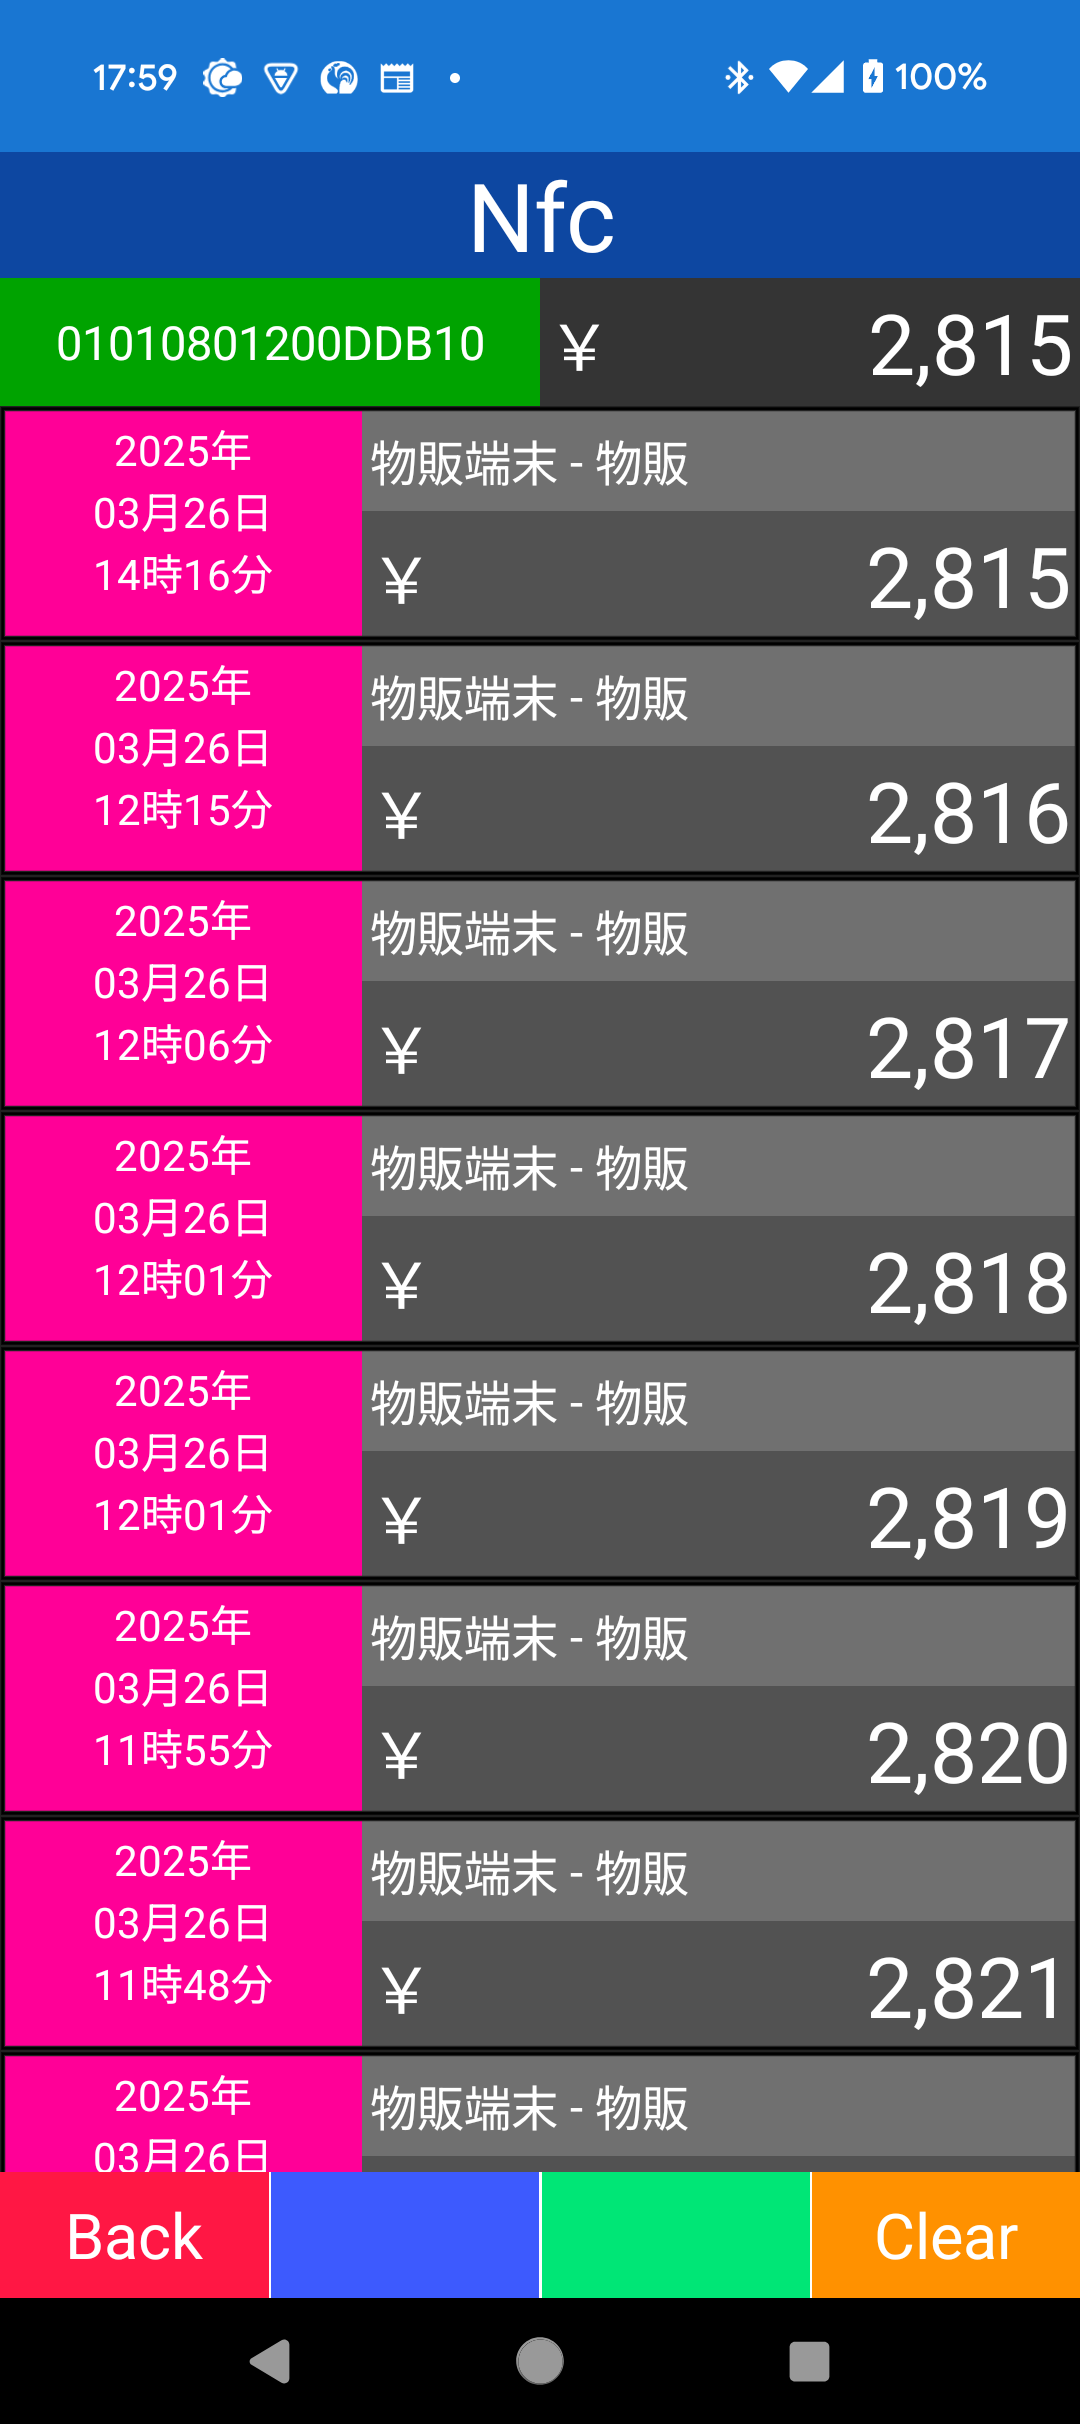 17:59
100%
Nfc
01010801200DDB10
¥ 2,815
2025年
03月26日
14時16分
物販端末 - 物販
¥ 2,815
2025年
03月26日
12時15分
物販端末 - 物販
¥ 2,816
2025年
03月26日
12時06分
物販端末 - 物販
¥ 2,817
2025年
03月26日
12時01分
物販端末 - 物販
¥ 2,818
2025年
03月26日
12時01分
物販端末 - 物販
¥ 2,819
2025年
03月26日
11時55分
物販端末 - 物販
¥ 2,820
2025年
03月26日
11時48分
物販端末 - 物販
¥ 2,821
2025年
03月26日
物販端末 - 物販
Back
Clear